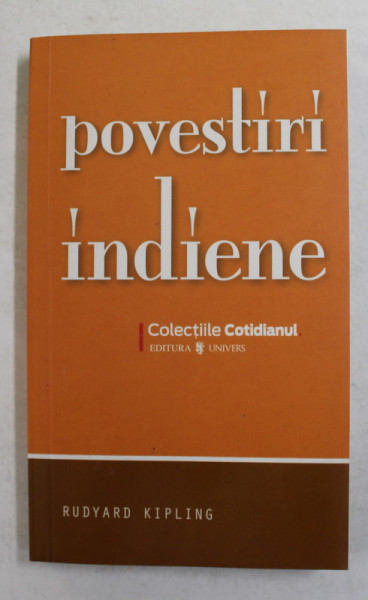 povestiri
indiene
Colecțiile Cotidianul
EDITURA UNIVERS
RUDYARD KIPLING